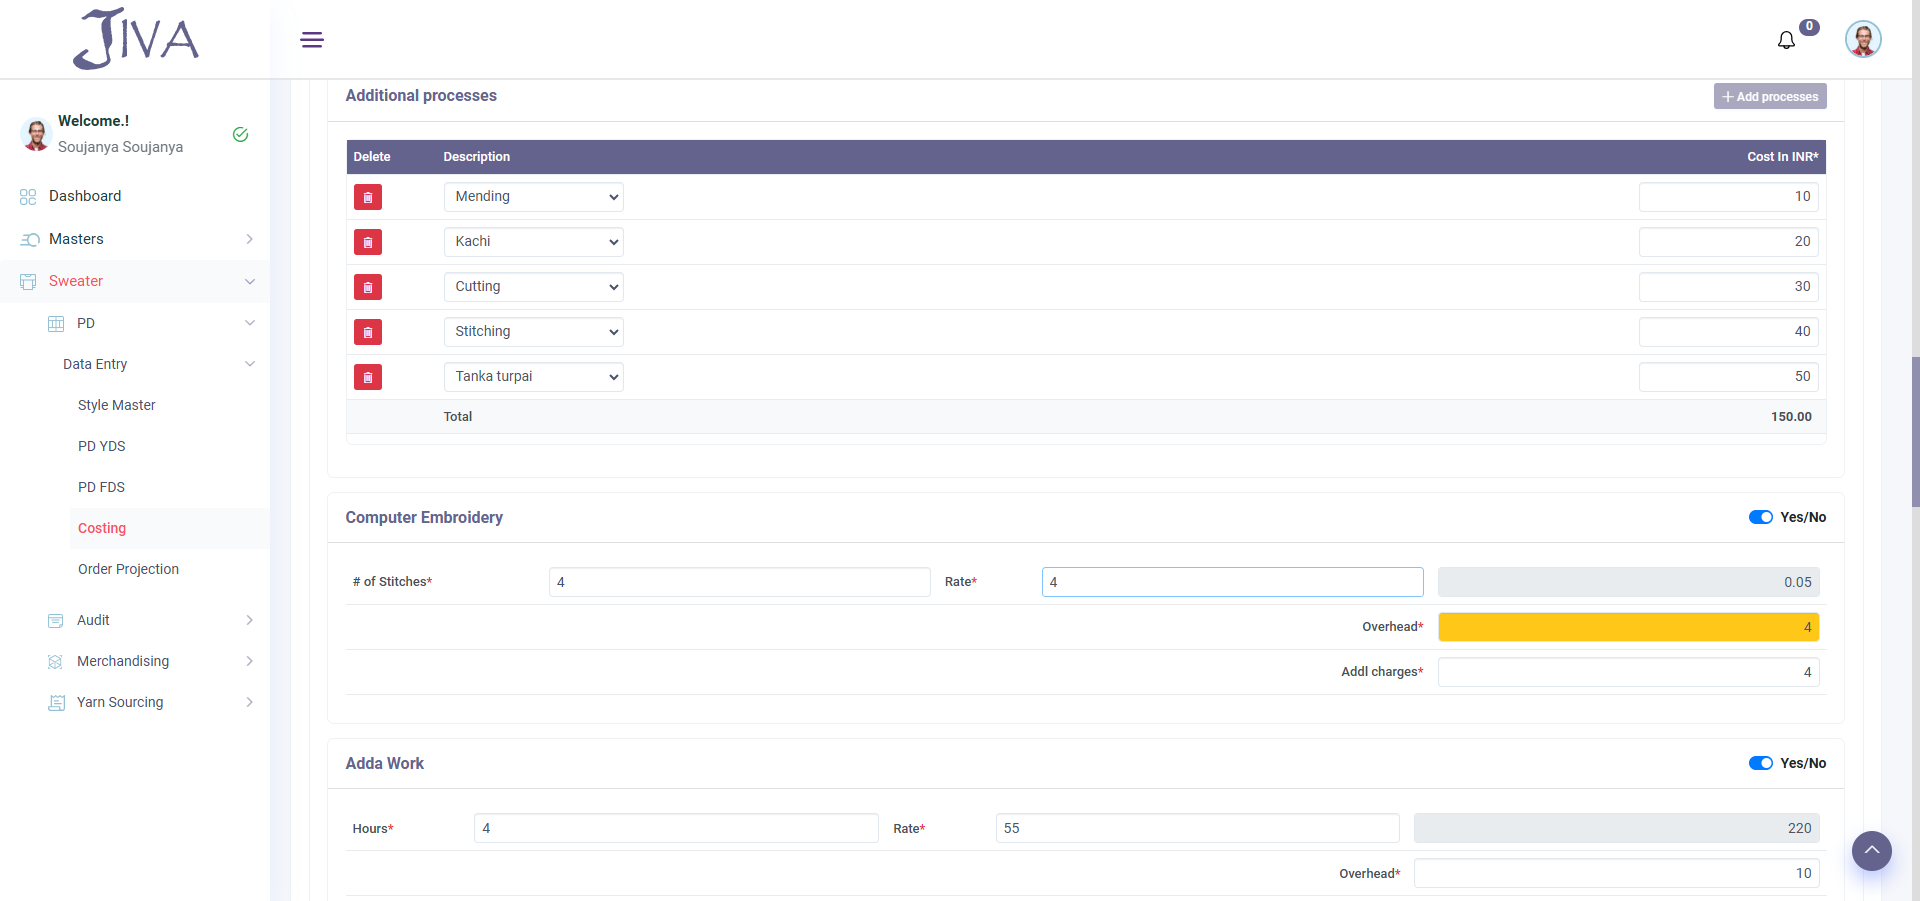 JIVA
0
Welcome.!
Soujanya Soujanya
Dashboard
Masters
Sweater
PD
Data Entry
Style Master
PD YDS
PD FDS
Costing
Order Projection
Audit
Merchandising
Yarn Sourcing
Additional processes
Add processes
Delete Description Cost In INR*
Mending 10
Kachi 20
Cutting 30
Stitching 40
Tanka turpai 50
Total 150.00
Computer Embroidery
Yes/No
# of Stitches* 4 Rate* 4 0.05
Overhead* 4
Addl charges* 4
Adda Work
Yes/No
Hours* 4 Rate* 55 220
Overhead* 10